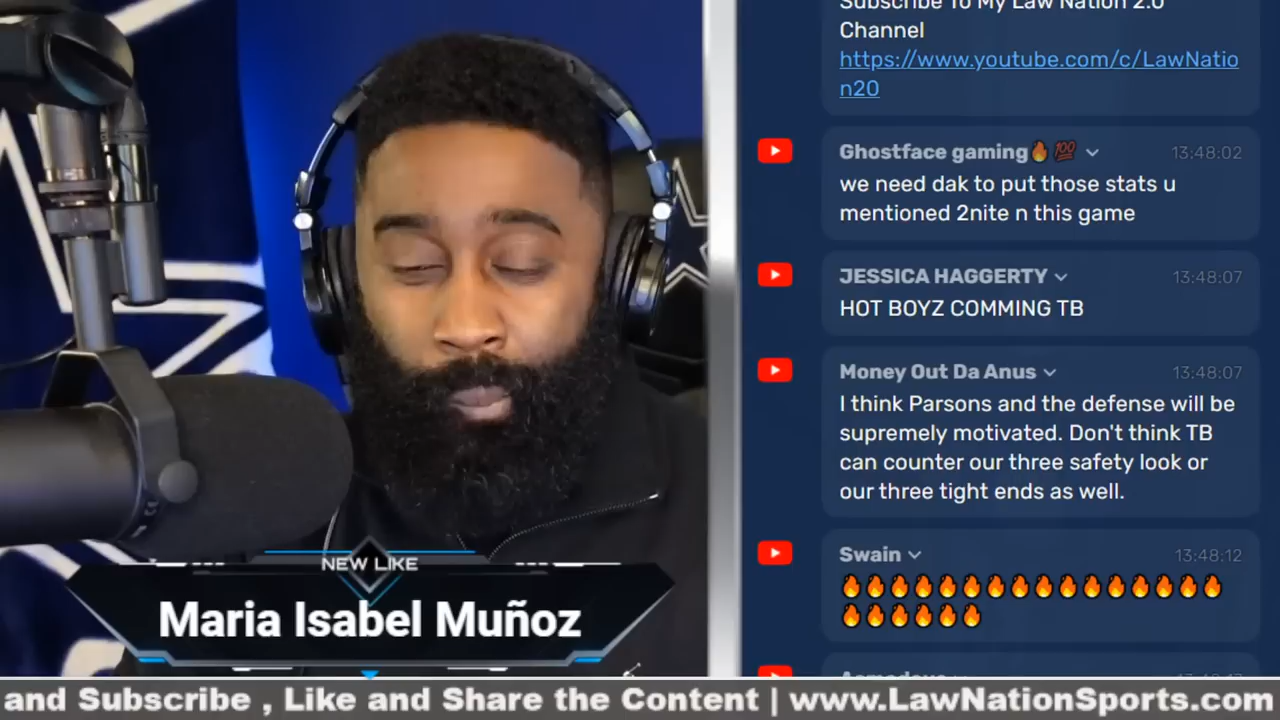 Subscribe To My Law Nation 2.0
Channel
https://www.youtube.com/c/LawNatio
n20
Ghostface gaming🔥💯 13:48:02
we need dak to put those stats u
mentioned 2nite n this game
JESSICA HAGGERTY 13:48:07
HOT BOYZ COMMING TB
Money Out Da Anus 13:48:07
I think Parsons and the defense will be
supremely motivated. Don't think TB
can counter our three safety look or
our three tight ends as well.
Swain 13:48:12
🔥🔥🔥🔥🔥🔥🔥🔥🔥🔥🔥🔥🔥🔥🔥🔥
🔥🔥🔥🔥🔥🔥
NEW LIKE
Maria Isabel Muñoz
and Subscribe , Like and Share the Content | www.LawNationSports.com